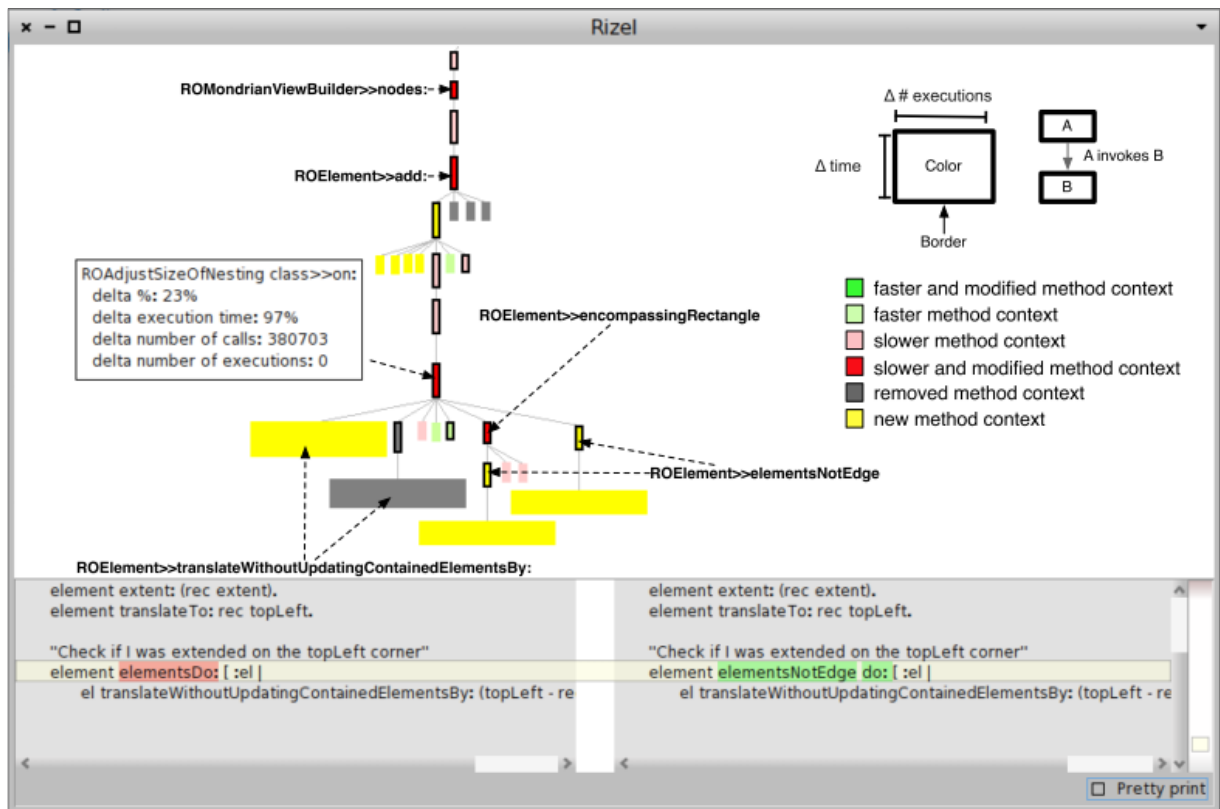 Rizel
ROMondrianViewBuilder>>nodes:
Δ # executions
A
Δ time
Color
A invokes B
ROElement>>add:
B
Border
ROAdjustSizeOfNesting class>>on:
delta %: 23%
delta execution time: 97%
delta number of calls: 380703
delta number of executions: 0
ROElement>>encompassingRectangle
faster and modified method context
faster method context
slower method context
slower and modified method context
removed method context
new method context
ROElement>>elementsNotEdge
ROElement>>translateWithoutUpdatingContainedElementsBy:
element extent: (rec extent).
element translateTo: rec topLeft.
"Check if I was extended on the topLeft corner"
element elementsDo: [ :el |
el translateWithoutUpdatingContainedElementsBy: (topLeft - re
element extent: (rec extent).
element translateTo: rec topLeft.
"Check if I was extended on the topLeft corner"
element elementsNotEdge do: [ :el |
el translateWithoutUpdatingContainedElementsBy: (topLeft - re
Pretty print